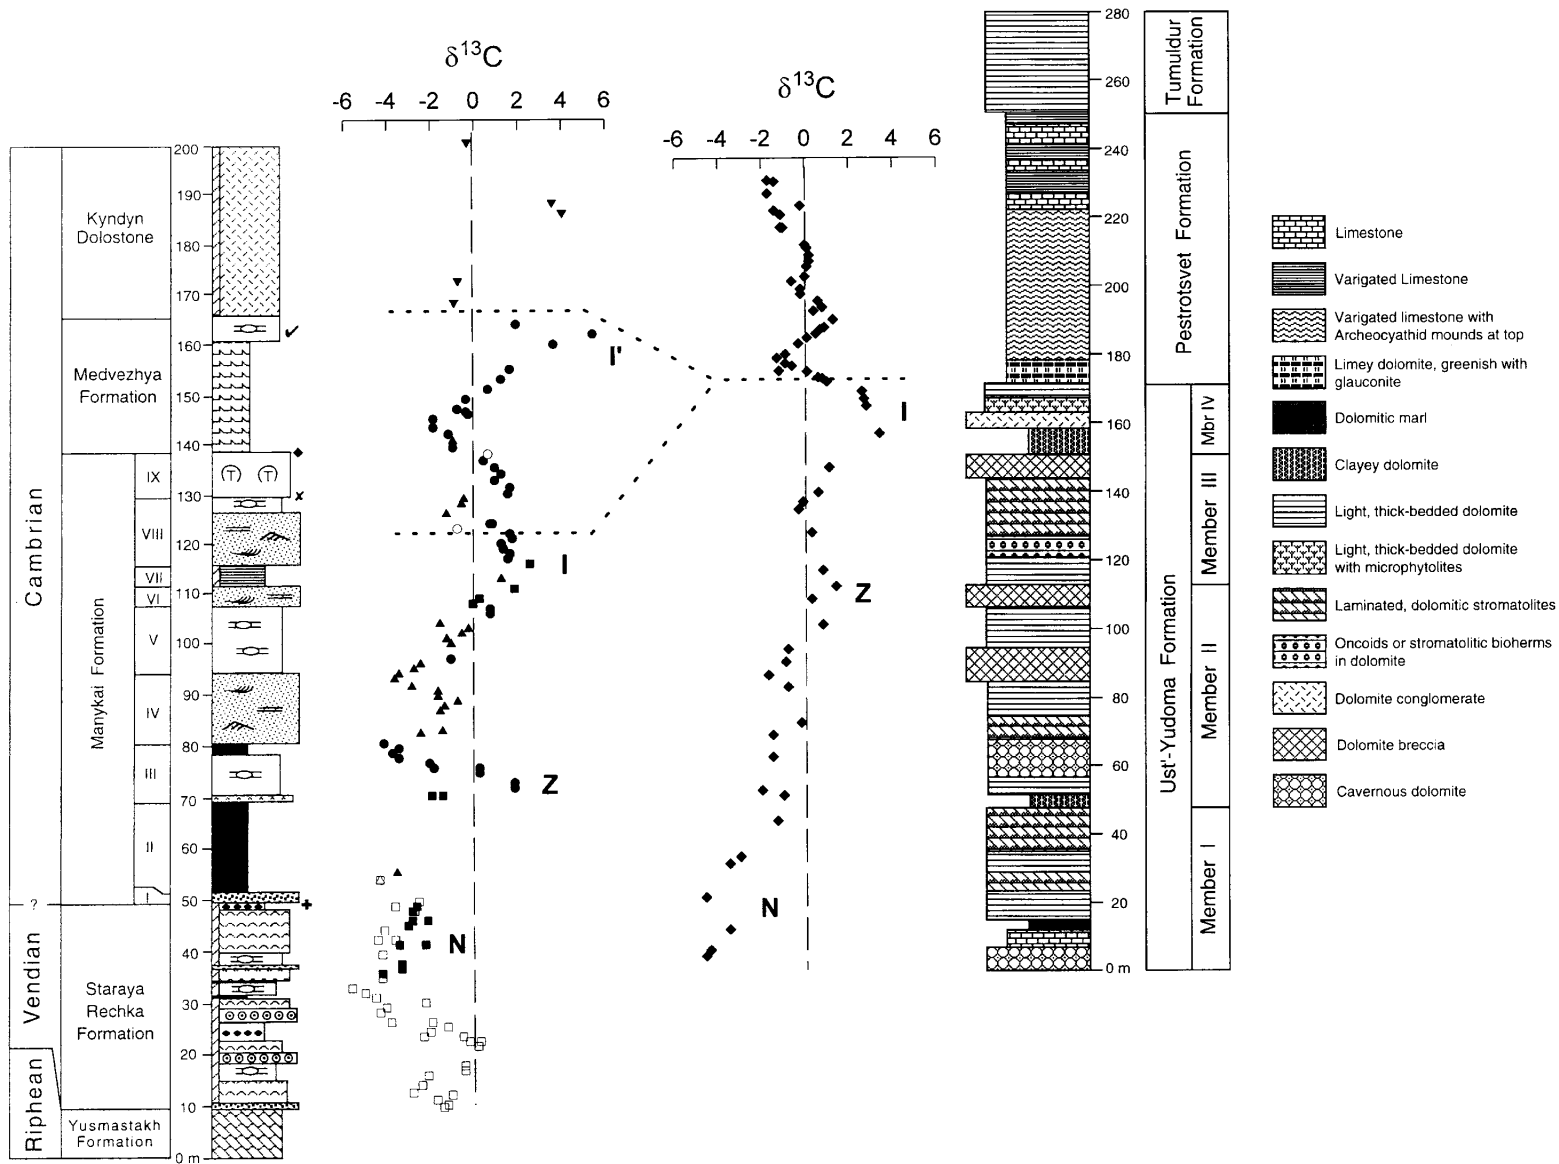 δ13C
-6 -4 -2 0 2 4 6
δ13C
-6 -4 -2 0 2 4 6
Cambrian
Vendian
Riphean
?
Kyndyn
Dolostone
Medvezhya
Formation
Manykai Formation
Staraya
Rechka
Formation
Yusmastakh
Formation
IX
VIII
VII
VI
V
IV
III
II
I
200
190
180
170
160
150
140
130
120
110
100
90
80
70
60
50
40
30
20
10
0 m
T T
✓
x
+
I'
I
Z
N
I
Z
N
280
260
240
220
200
180
160
140
120
100
80
60
40
20
0 m
Tumuldur
Formation
Pestrotsvet Formation
Ust'-Yudoma Formation
Mbr IV
Member III
Member II
Member I
Limestone
Varigated Limestone
Varigated limestone with
Archeocyathid mounds at top
Limey dolomite, greenish with
glauconite
Dolomitic marl
Clayey dolomite
Light, thick-bedded dolomite
Light, thick-bedded dolomite
with microphytolites
Laminated, dolomitic stromatolites
Oncoids or stromatolitic bioherms
in dolomite
Dolomite conglomerate
Dolomite breccia
Cavernous dolomite